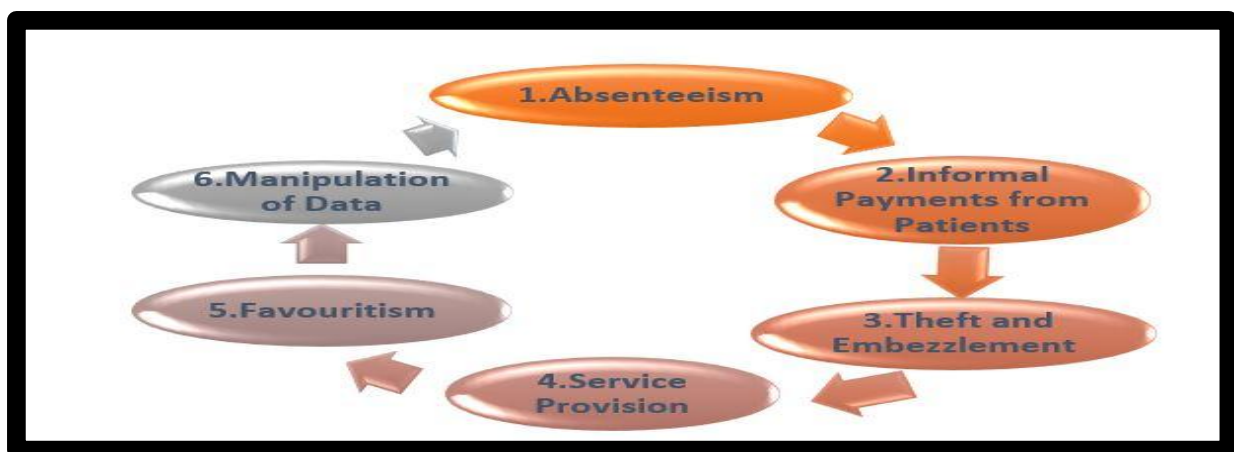 1.Absenteeism
2.Informal
Payments from
Patients
3.Theft and
Embezzlement
4.Service
Provision
5.Favouritism
6.Manipulation
of Data